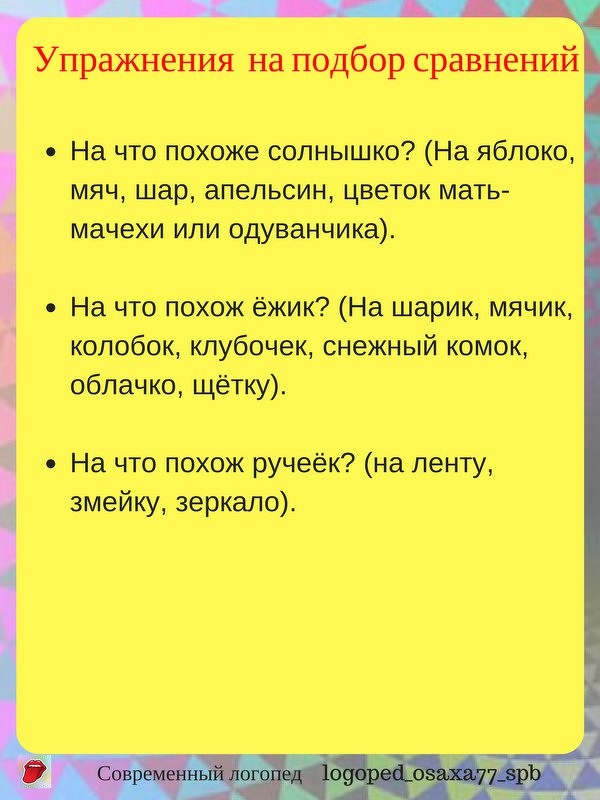 Упражнения на подбор сравнений
• На что похоже солнышко? (На яблоко,
мяч, шар, апельсин, цветок мать-
мачехи или одуванчика).
• На что похож ёжик? (На шарик, мячик,
колобок, клубочек, снежный комок,
облачко, щётку).
• На что похож ручеёк? (на ленту,
змейку, зеркало).
Современный логопед logoped_osaxa77_spb